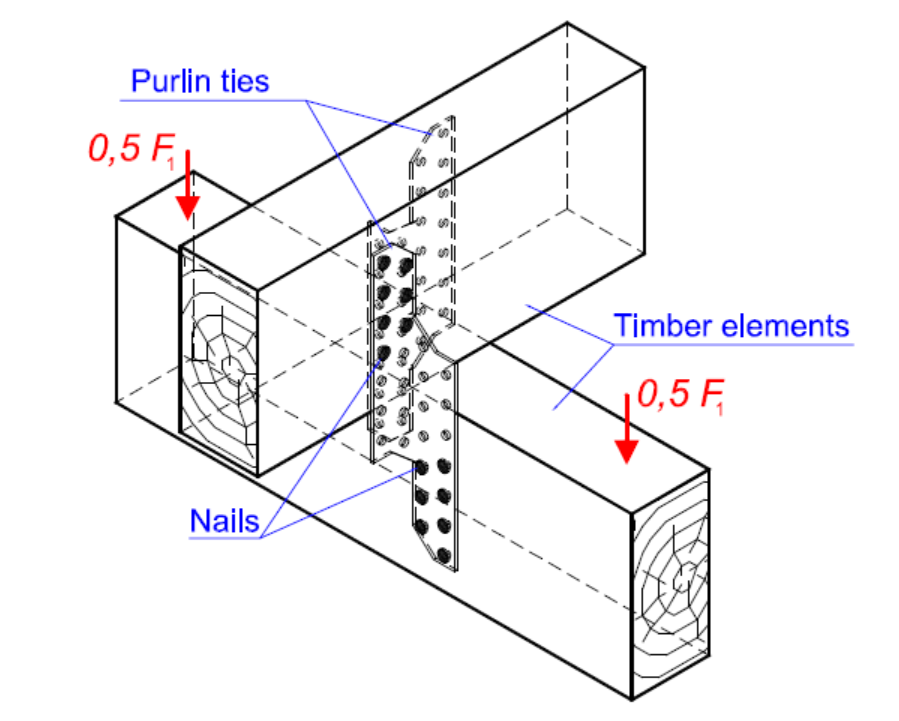 Purlin ties
0,5 F1
Timber elements
0,5 F1
Nails